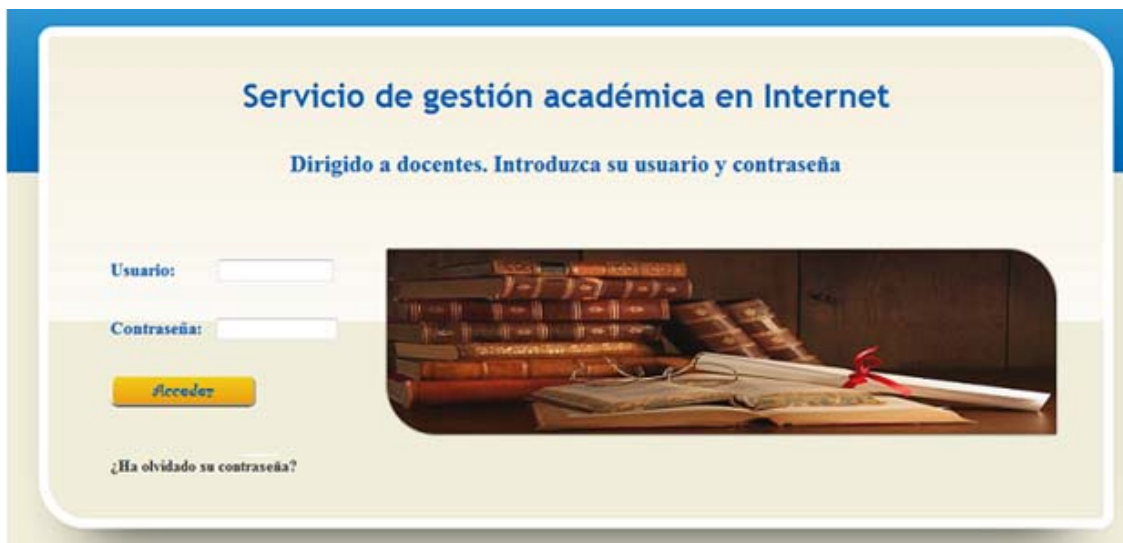 Servicio de gestión académica en Internet
Dirigido a docentes. Introduzca su usuario y contraseña
Usuario:
Contraseña:
Acceder
¿Ha olvidado su contraseña?